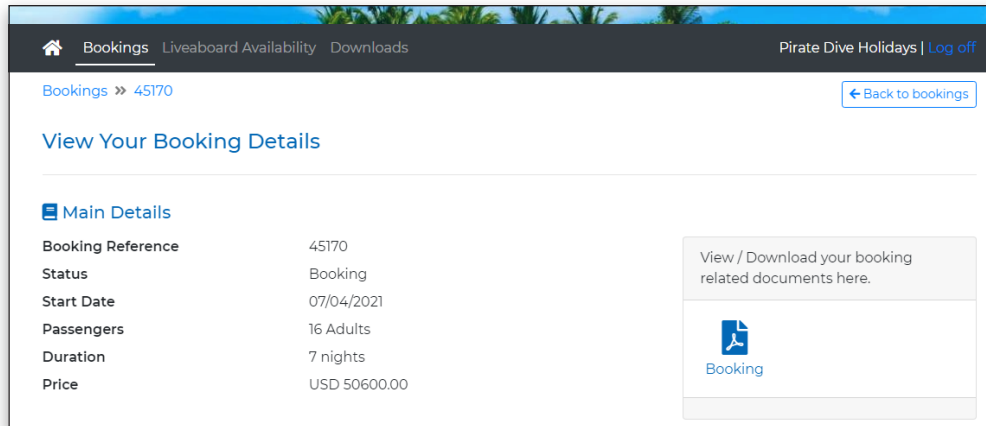 Bookings Liveaboard Availability Downloads Pirate Dive Holidays | Log off
Bookings » 45170 Back to bookings
View Your Booking Details
Main Details
Booking Reference 45170
Status Booking
Start Date 07/04/2021
Passengers 16 Adults
Duration 7 nights
Price USD 50600.00
View / Download your booking
related documents here.
Booking